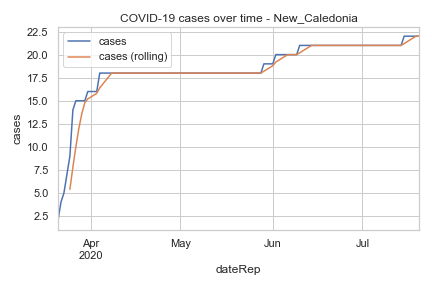 COVID-19 cases over time - New_Caledonia
cases
cases (rolling)
22.5
20.0
17.5
15.0
12.5
10.0
7.5
5.0
2.5
cases
Apr
2020
May
Jun
Jul
dateRep